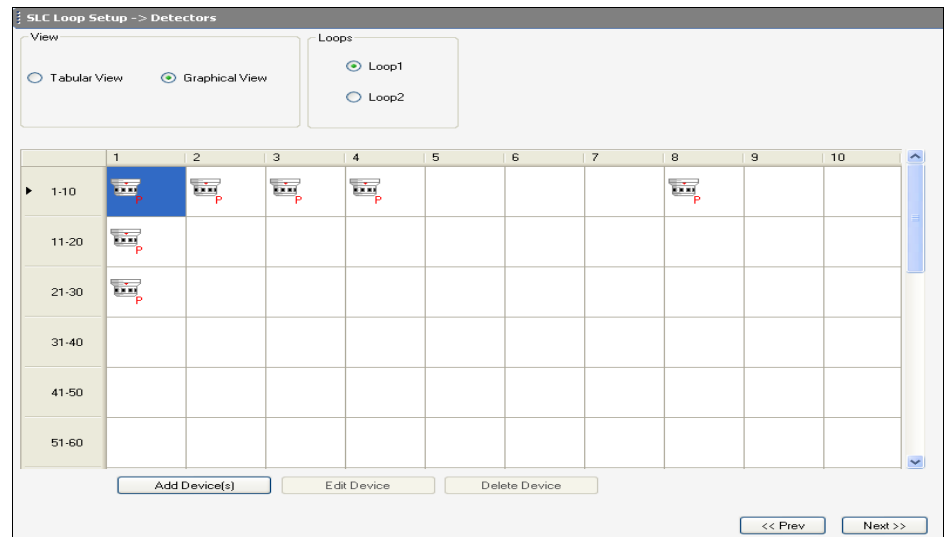 SLC Loop Setup -> Detectors
View
Loops
Tabular View
Graphical View
Loop1
Loop2
1 2 3 4 5 6 7 8 9 10
1-10 P P P P P
11-20 P
21-30 P
31-40
41-50
51-60
Add Device(s) Edit Device Delete Device
<< Prev Next >>